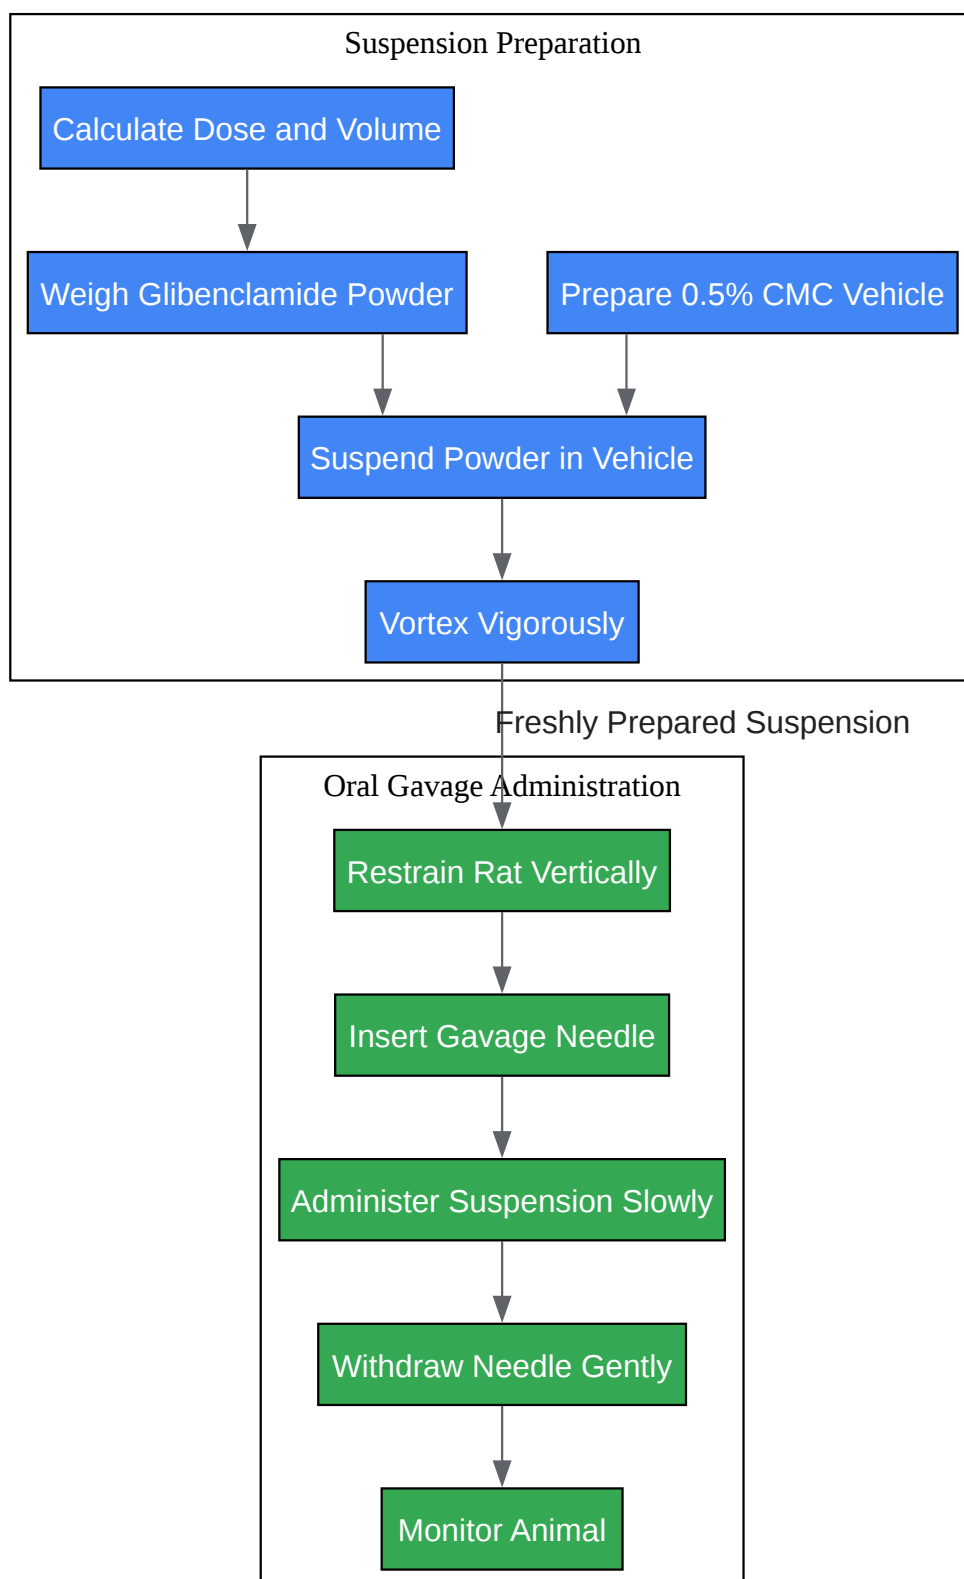 Suspension Preparation
Calculate Dose and Volume
Weigh Glibenclamide Powder
Prepare 0.5% CMC Vehicle
Suspend Powder in Vehicle
Vortex Vigorously
Freshly Prepared Suspension
Oral Gavage Administration
Restrain Rat Vertically
Insert Gavage Needle
Administer Suspension Slowly
Withdraw Needle Gently
Monitor Animal